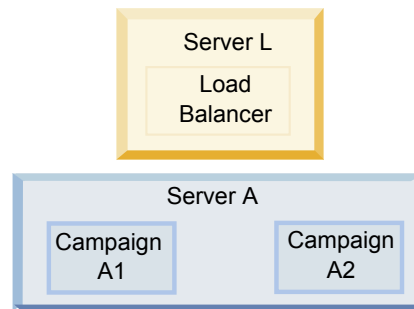 Server L
Load
Balancer
Server A
Campaign
A1
Campaign
A2